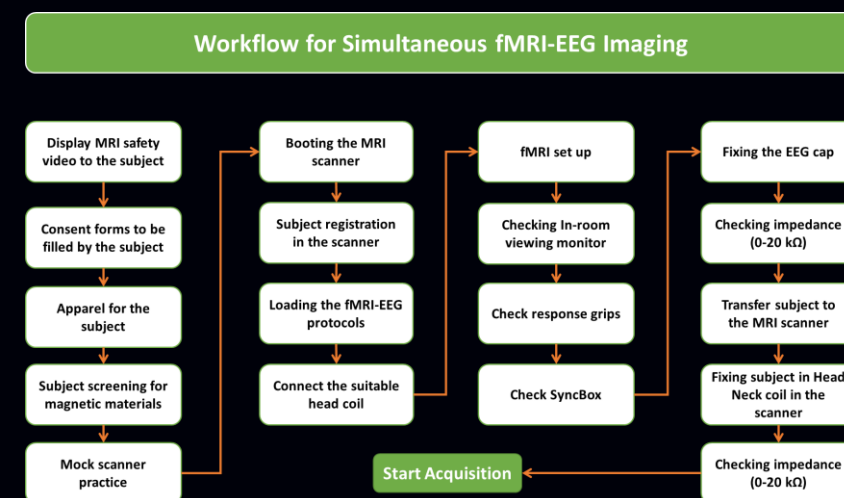 Workflow for Simultaneous fMRI-EEG Imaging
Display MRI safety
video to the subject
Consent forms to be
filled by the subject
Apparel for the
subject
Subject screening for
magnetic materials
Mock scanner
practice
Booting the MRI
scanner
Subject registration
in the scanner
Loading the fMRI-EEG
protocols
Connect the suitable
head coil
fMRI set up
Checking In-room
viewing monitor
Check response grips
Check SyncBox
Fixing the EEG cap
Checking impedance
(0-20 kΩ)
Transfer subject to
the MRI scanner
Fixing subject in Head
Neck coil in the
scanner
Checking impedance
(0-20 kΩ)
Start Acquisition